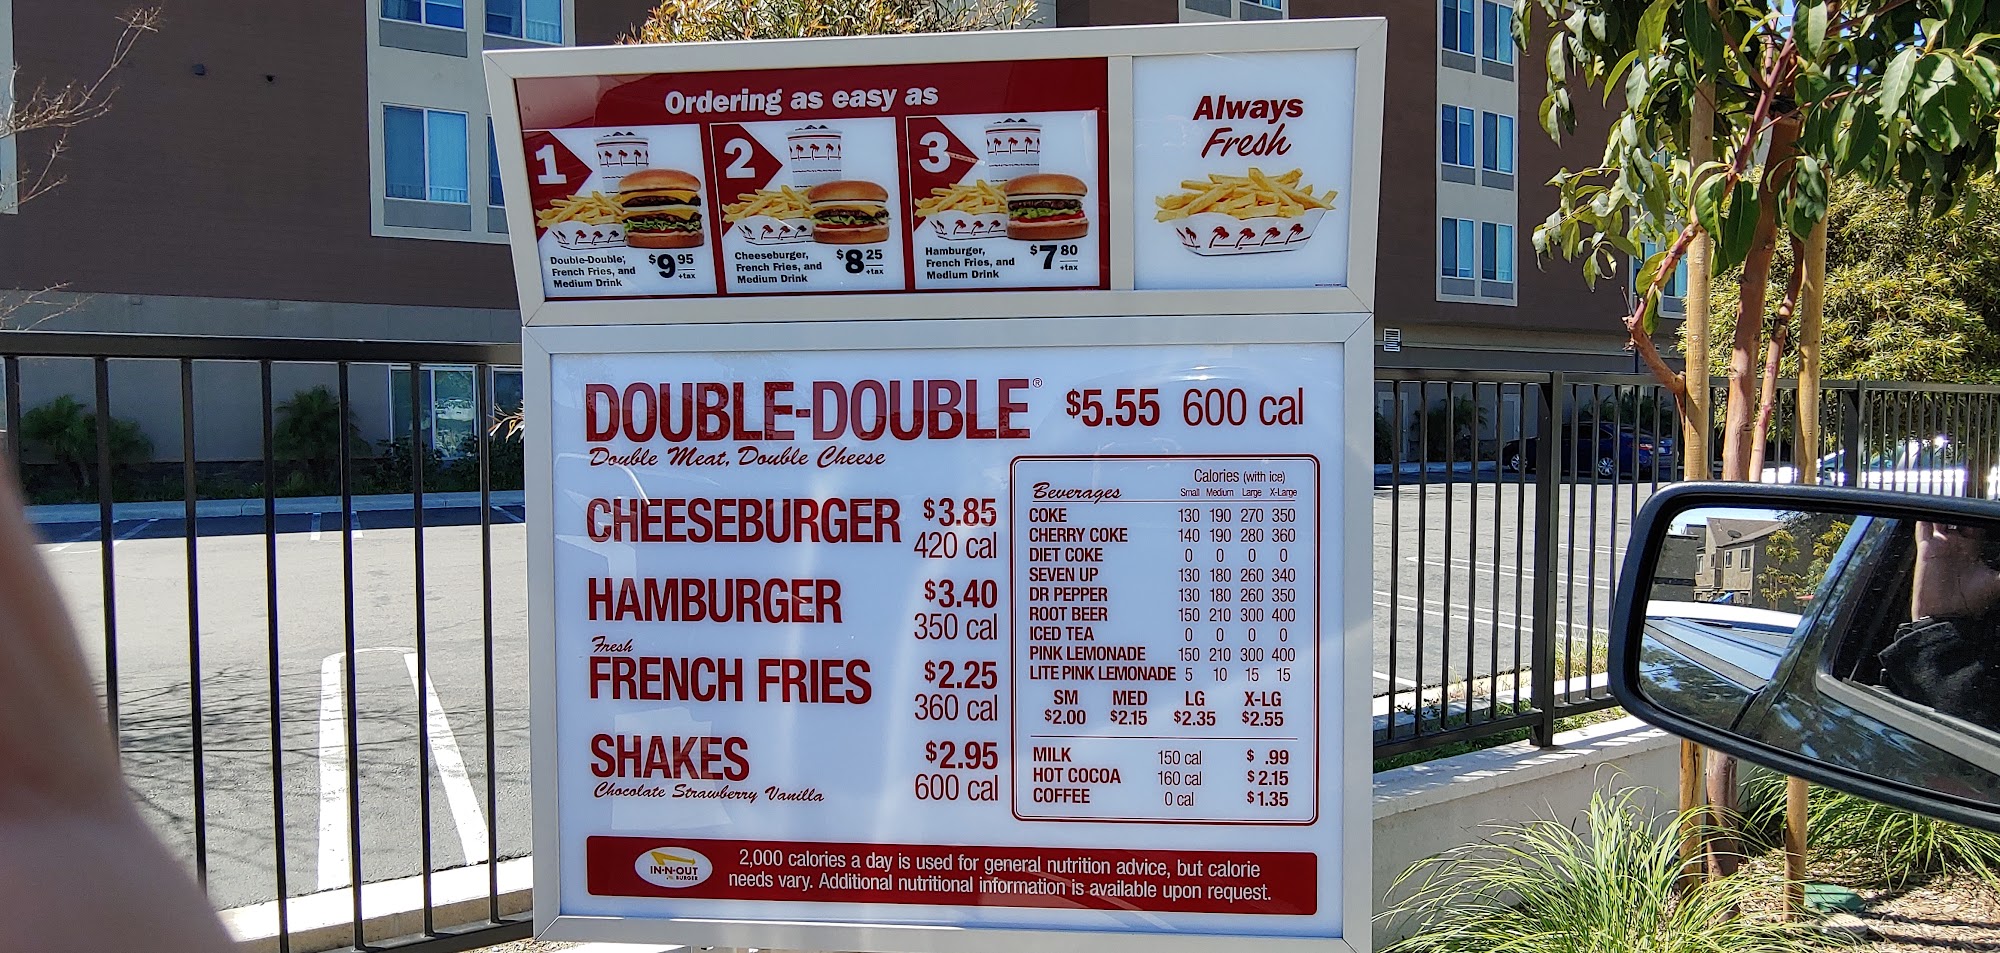 Ordering as easy as
1
Double-Double,
French Fries, and
Medium Drink
$9 95
+tax
2
Cheeseburger,
French Fries, and
Medium Drink
$8 25
+tax
3
Hamburger,
French Fries, and
Medium Drink
$7 80
+tax
Always
Fresh
DOUBLE-DOUBLE® $5.55 600 cal
Double Meat, Double Cheese
CHEESEBURGER $3.85
420 cal
HAMBURGER $3.40
350 cal
Fresh
FRENCH FRIES $2.25
360 cal
SHAKES $2.95
Chocolate Strawberry Vanilla 600 cal
Calories (with ice)
Beverages Small Medium Large X-Large
COKE 130 190 270 350
CHERRY COKE 140 190 280 360
DIET COKE 0 0 0 0
SEVEN UP 130 180 260 340
DR PEPPER 130 180 260 350
ROOT BEER 150 210 300 400
ICED TEA 0 0 0 0
PINK LEMONADE 150 210 300 400
LITE PINK LEMONADE 5 10 15 15
SM MED LG X-LG
$2.00 $2.15 $2.35 $2.55
MILK 150 cal $ .99
HOT COCOA 160 cal $2.15
COFFEE 0 cal $1.35
IN-N-OUT
BURGER
2,000 calories a day is used for general nutrition advice, but calorie
needs vary. Additional nutritional information is available upon request.